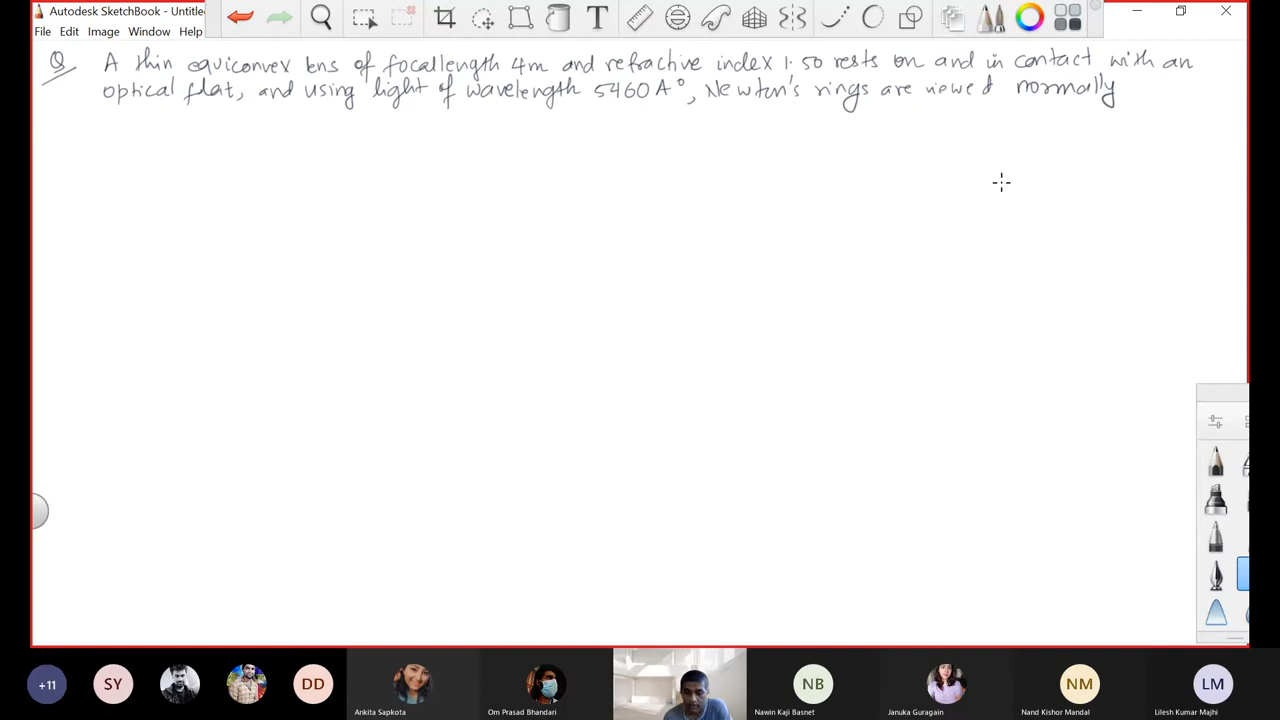 Autodesk SketchBook - Untitle
File Edit Image Window Help
Q A thin equiconvex lens of focal length 4m and refractive index 1.50 rests on and in contact with an
optical flat, and using light of wavelength 5460 A°, Newton's rings are viewed normally
+11 SY DD NB NM LM
Ankita Sapkota Om Prasad Bhandari Nawin Kaji Basnet Januka Guragain Nand Kishor Mandal Lilesh Kumar Majhi